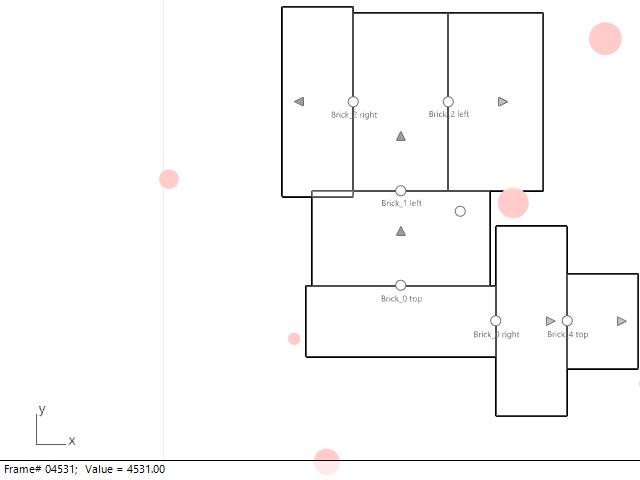 Brick_2 right
Brick_2 left
Brick_1 left
Brick_0 top
Brick_0 right
Brick_4 top
y
x
Frame# 04531; Value = 4531.00